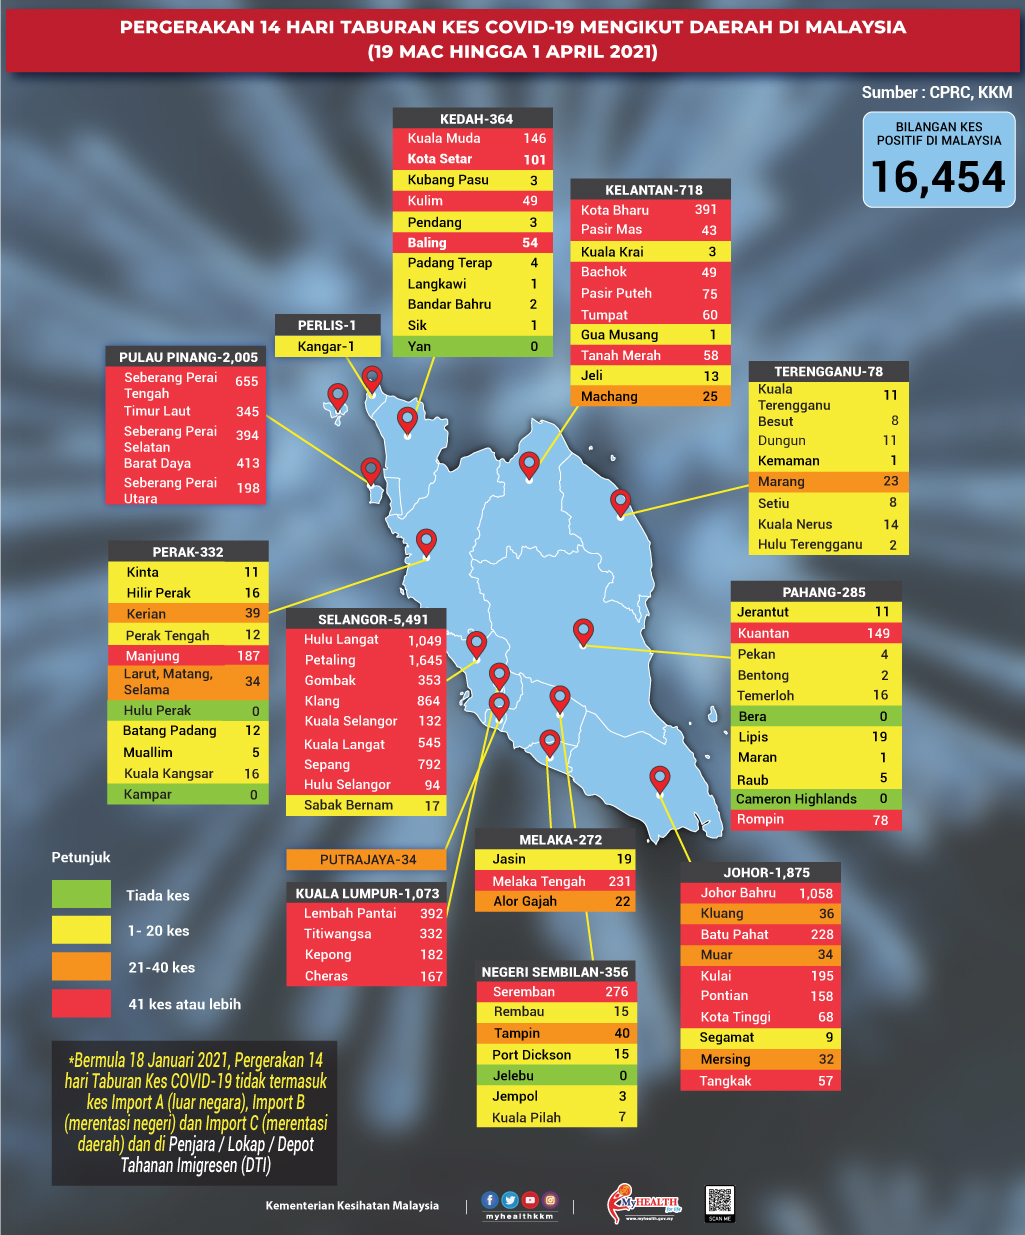 PERGERAKAN 14 HARI TABURAN KES COVID-19 MENGIKUT DAERAH DI MALAYSIA
(19 MAC HINGGA 1 APRIL 2021)
Sumber : CPRC, KKM
BILANGAN KES
POSITIF DI MALAYSIA
16,454
KEDAH-364
Kuala Muda 146
Kota Setar 101
Kubang Pasu 3
Kulim 49
Pendang 3
Baling 54
Padang Terap 4
Langkawi 1
Bandar Bahru 2
Sik 1
Yan 0
KELANTAN-718
Kota Bharu 391
Pasir Mas 43
Kuala Krai 3
Bachok 49
Pasir Puteh 75
Tumpat 60
Gua Musang 1
Tanah Merah 58
Jeli 13
Machang 25
PERLIS-1
Kangar-1
PULAU PINANG-2,005
Seberang Perai
Tengah 655
Timur Laut 345
Seberang Perai
Selatan 394
Barat Daya 413
Seberang Perai
Utara 198
TERENGGANU-78
Kuala
Terengganu 11
Besut 8
Dungun 11
Kemaman 1
Marang 23
Setiu 8
Kuala Nerus 14
Hulu Terengganu 2
PERAK-332
Kinta 11
Hilir Perak 16
Kerian 39
Perak Tengah 12
Manjung 187
Larut, Matang,
Selama 34
Hulu Perak 0
Batang Padang 12
Muallim 5
Kuala Kangsar 16
Kampar 0
SELANGOR-5,491
Hulu Langat 1,049
Petaling 1,645
Gombak 353
Klang 864
Kuala Selangor 132
Kuala Langat 545
Sepang 792
Hulu Selangor 94
Sabak Bernam 17
PAHANG-285
Jerantut 11
Kuantan 149
Pekan 4
Bentong 2
Temerloh 16
Bera 0
Lipis 19
Maran 1
Raub 5
Cameron Highlands 0
Rompin 78
PUTRAJAYA-34
KUALA LUMPUR-1,073
Lembah Pantai 392
Titiwangsa 332
Kepong 182
Cheras 167
MELAKA-272
Jasin 19
Melaka Tengah 231
Alor Gajah 22
NEGERI SEMBILAN-356
Seremban 276
Rembau 15
Tampin 40
Port Dickson 15
Jelebu 0
Jempol 3
Kuala Pilah 7
JOHOR-1,875
Johor Bahru 1,058
Kluang 36
Batu Pahat 228
Muar 34
Kulai 195
Pontian 158
Kota Tinggi 68
Segamat 9
Mersing 32
Tangkak 57
Petunjuk
Tiada kes
1- 20 kes
21-40 kes
41 kes atau lebih
*Bermula 18 Januari 2021, Pergerakan 14
hari Taburan Kes COVID-19 tidak termasuk
kes Import A (luar negara), Import B
(merentasi negeri) dan Import C (merentasi
daerah) dan di Penjara / Lokap / Depot
Tahanan Imigresen (DTI)
Kementerian Kesihatan Malaysia
myhealthkkm
MyHEALTH
for life
www.myhealth.gov.my
SCAN ME